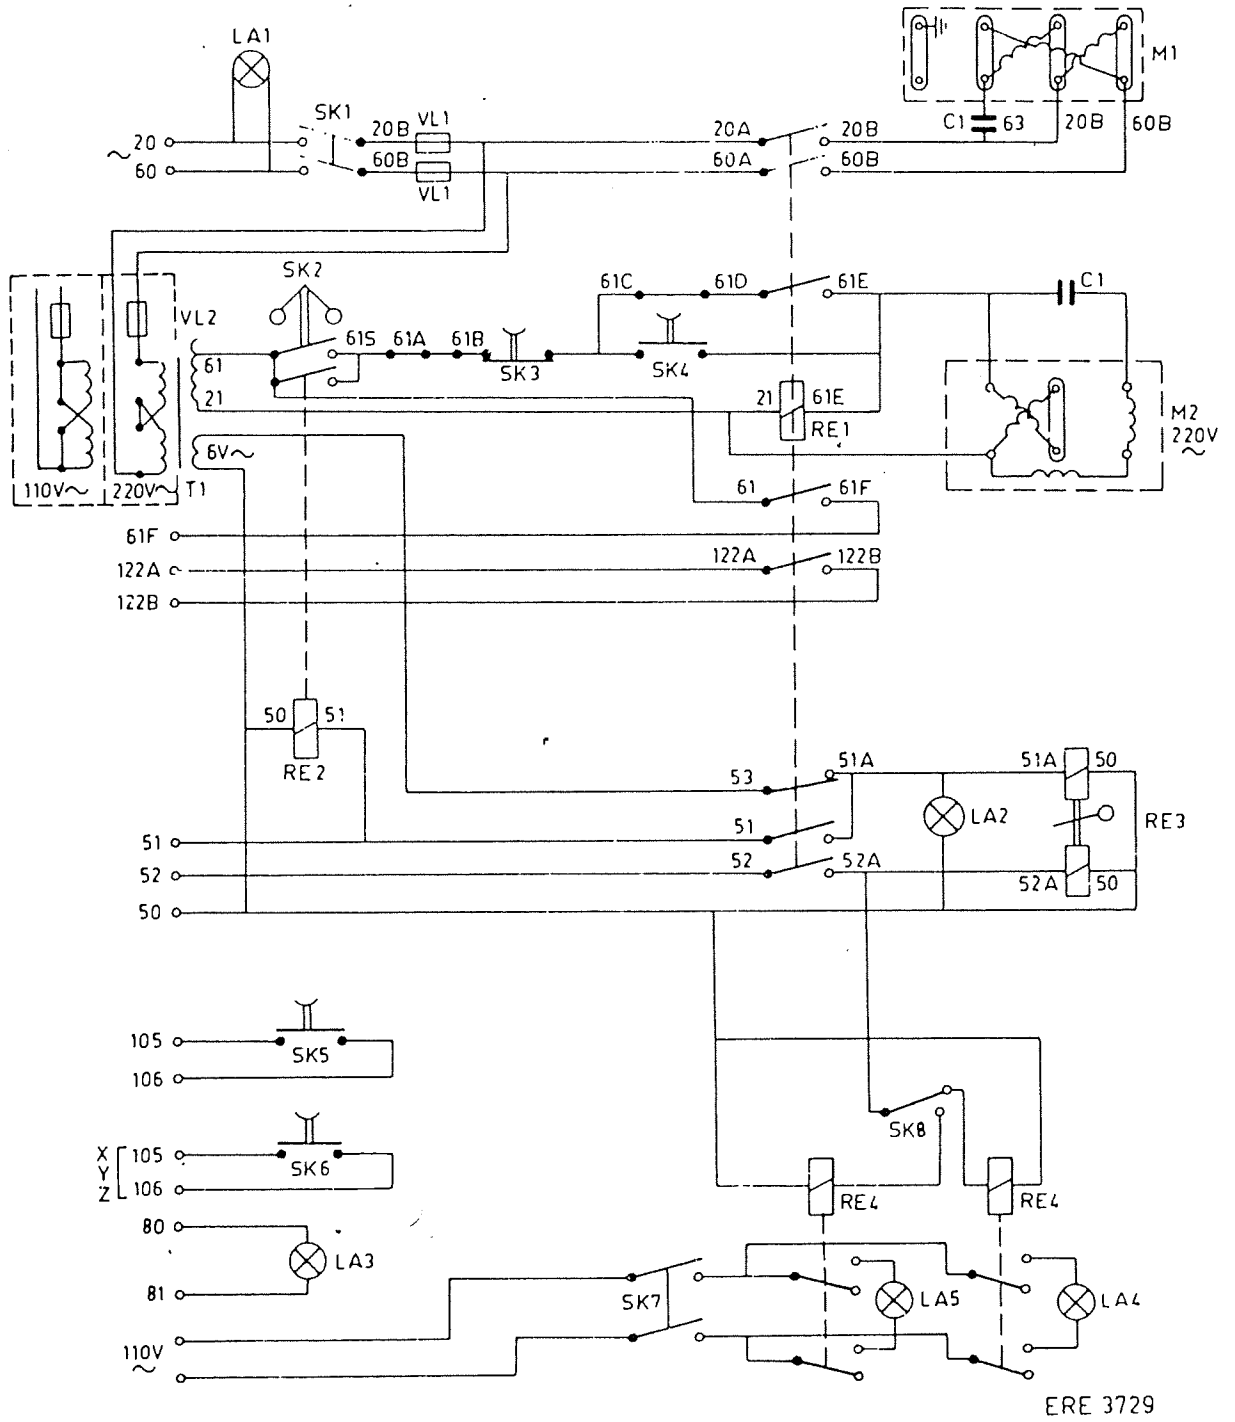 LA1
M1
SK1
20B VL1
C1 63 20B 60B
20
20A 20B
~
60
60B
60A 60B
VL1
SK2
61C 61D 61E C1
VL2
61S 61A 61B
61
SK3 SK4
21
21 61E
RE1
M2
220V
~
6V~
110V~ 220V~ T1
61 61F
61F
122A 122A 122B
122B
50 51
RE2
51A 51A 50
53
LA2 RE3
51 51
52 52 52A
52A 50
50
105 SK5
106
SK8
X 105
Y SK6
Z 106
RE4 RE4
80
LA3
81 SK7 LA5 LA4
110V
~
ERE 3729